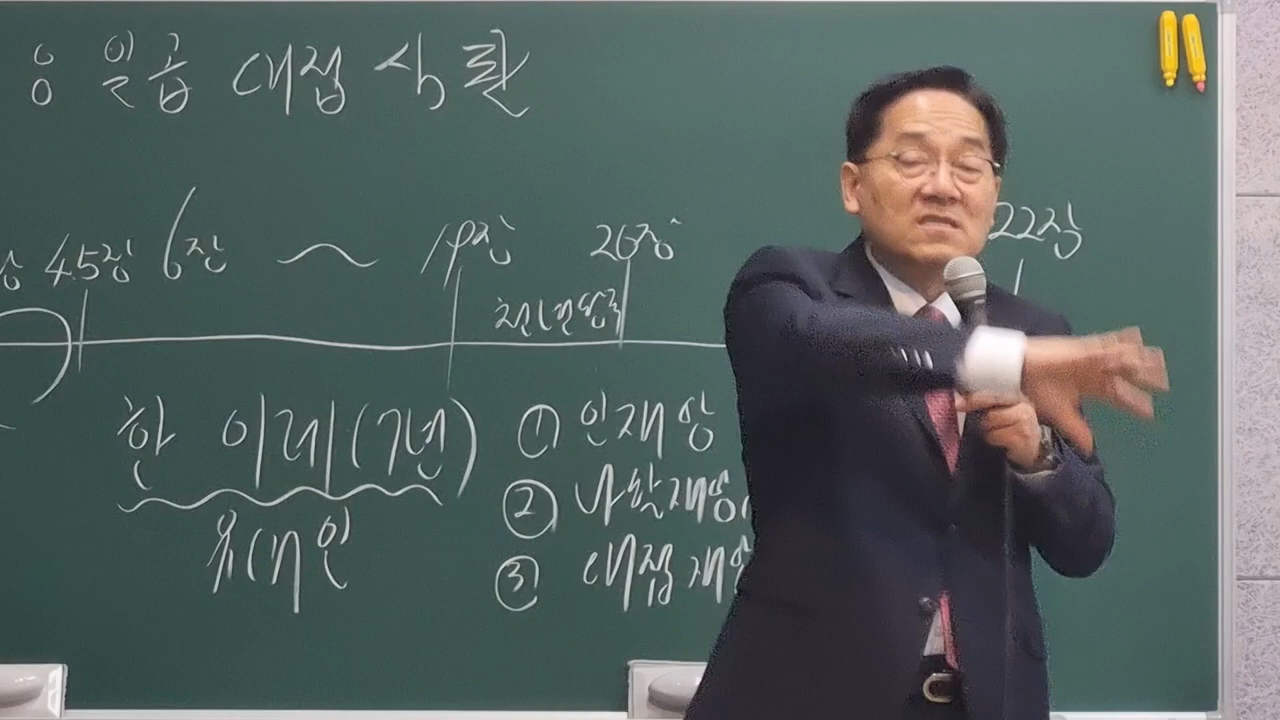 일곱 대접 심판
4.5장 6장 ~ 19장 20장 22장
천년왕국
한 이레 (7년) ① 인재앙
② 나팔재앙
유대인 ③ 대접재앙